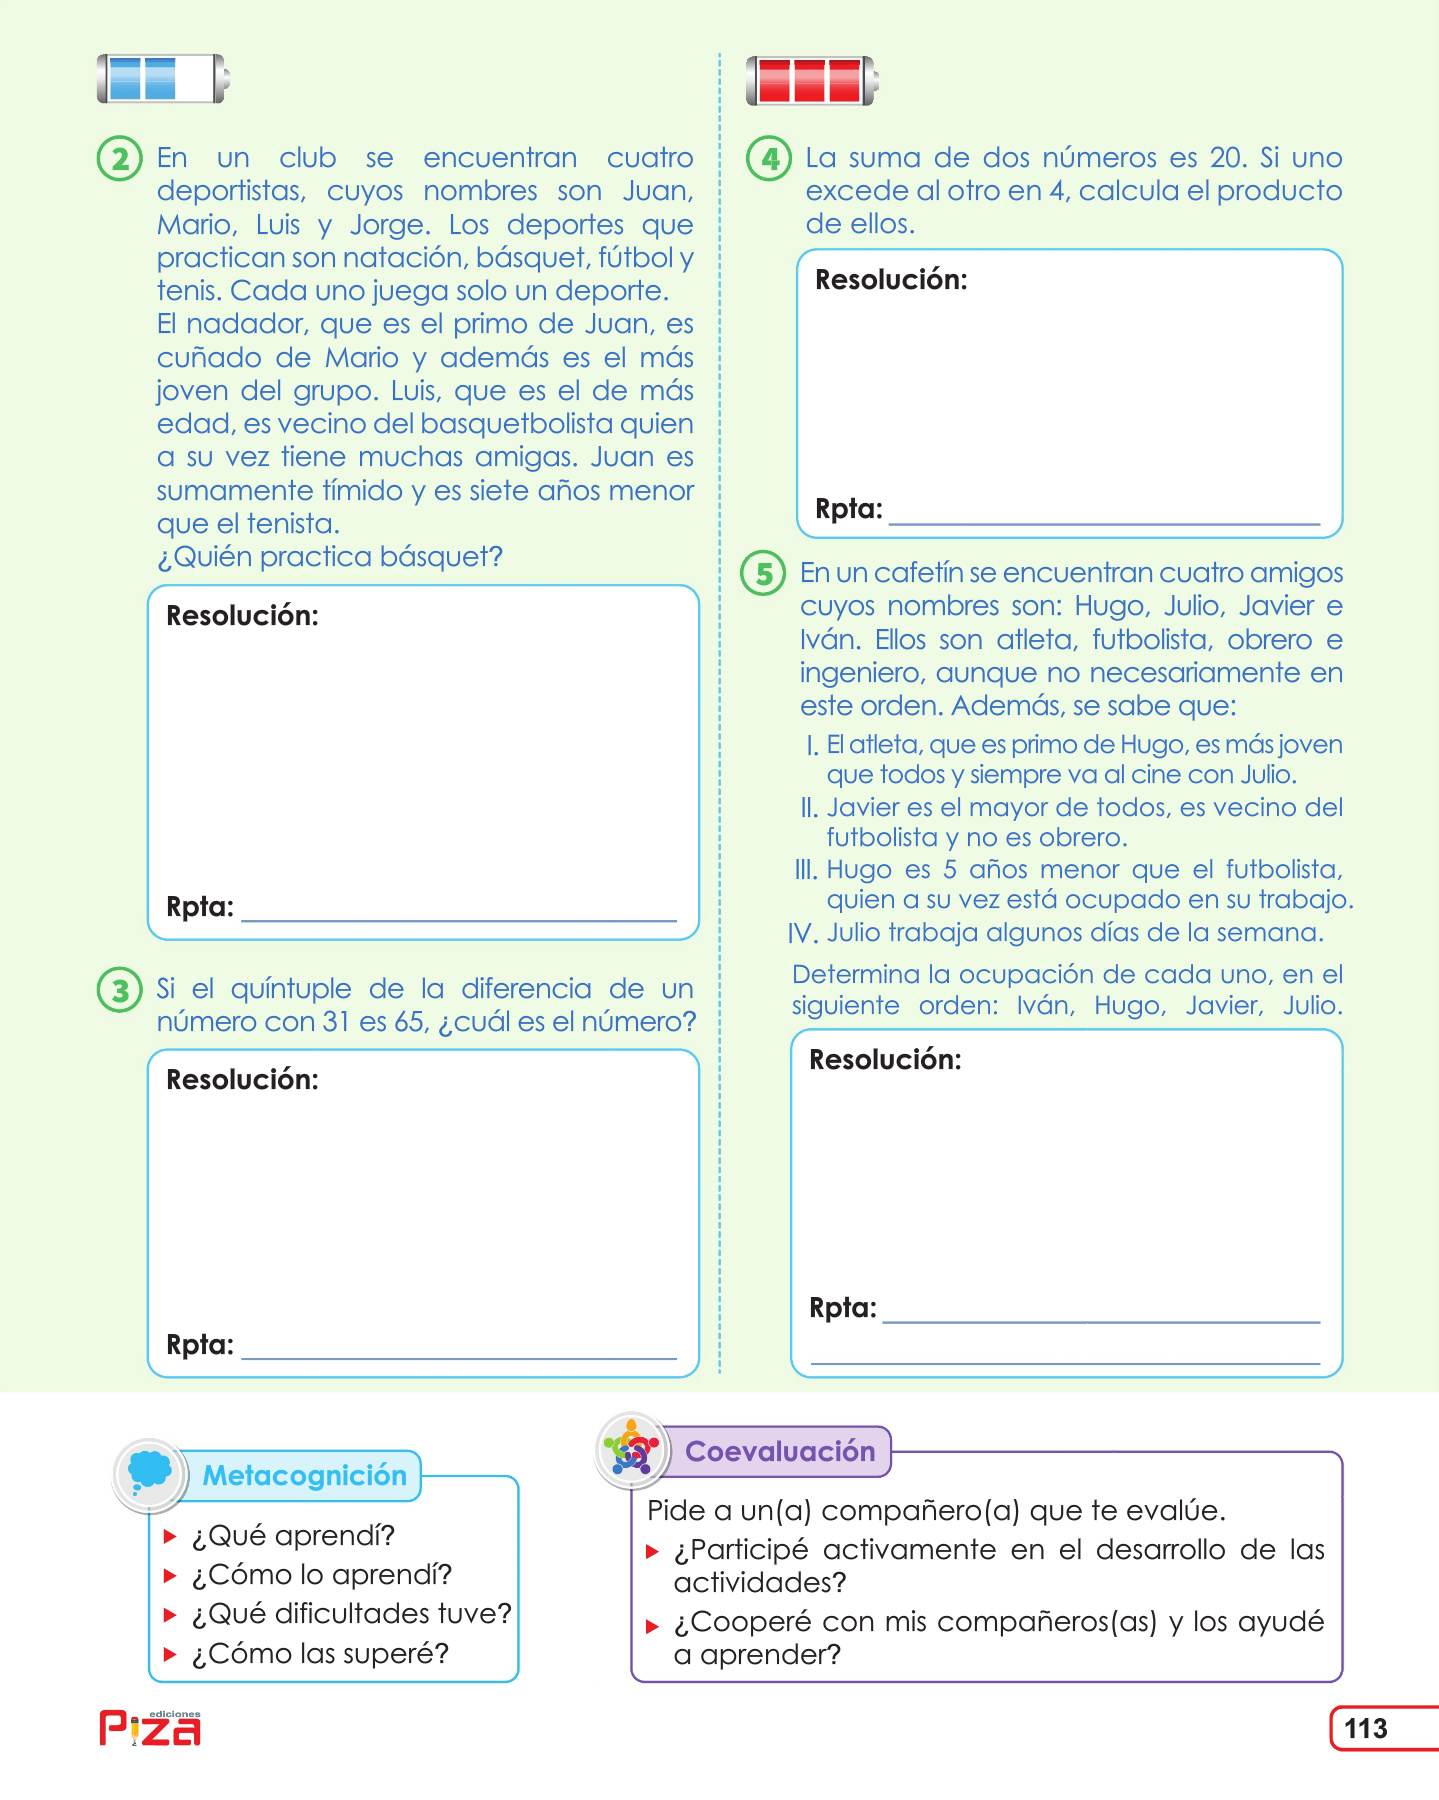 2 En un club se encuentran cuatro
deportistas, cuyos nombres son Juan,
Mario, Luis y Jorge. Los deportes que
practican son natación, básquet, fútbol y
tenis. Cada uno juega solo un deporte.
El nadador, que es el primo de Juan, es
cuñado de Mario y además es el más
joven del grupo. Luis, que es el de más
edad, es vecino del basquetbolista quien
a su vez tiene muchas amigas. Juan es
sumamente tímido y es siete años menor
que el tenista.
¿Quién practica básquet?
Resolución:
Rpta:
3 Si el quíntuple de la diferencia de un
número con 31 es 65, ¿cuál es el número?
Resolución:
Rpta:
4 La suma de dos números es 20. Si uno
excede al otro en 4, calcula el producto
de ellos.
Resolución:
Rpta:
5 En un cafetín se encuentran cuatro amigos
cuyos nombres son: Hugo, Julio, Javier e
Iván. Ellos son atleta, futbolista, obrero e
ingeniero, aunque no necesariamente en
este orden. Además, se sabe que:
I. El atleta, que es primo de Hugo, es más joven
que todos y siempre va al cine con Julio.
II. Javier es el mayor de todos, es vecino del
futbolista y no es obrero.
III. Hugo es 5 años menor que el futbolista,
quien a su vez está ocupado en su trabajo.
IV. Julio trabaja algunos días de la semana.
Determina la ocupación de cada uno, en el
siguiente orden: Iván, Hugo, Javier, Julio.
Resolución:
Rpta:
Metacognición
¿Qué aprendí?
¿Cómo lo aprendí?
¿Qué dificultades tuve?
¿Cómo las superé?
Coevaluación
Pide a un(a) compañero(a) que te evalúe.
¿Participé activamente en el desarrollo de las
actividades?
¿Cooperé con mis compañeros(as) y los ayudé
a aprender?
ediciones
Piza
113